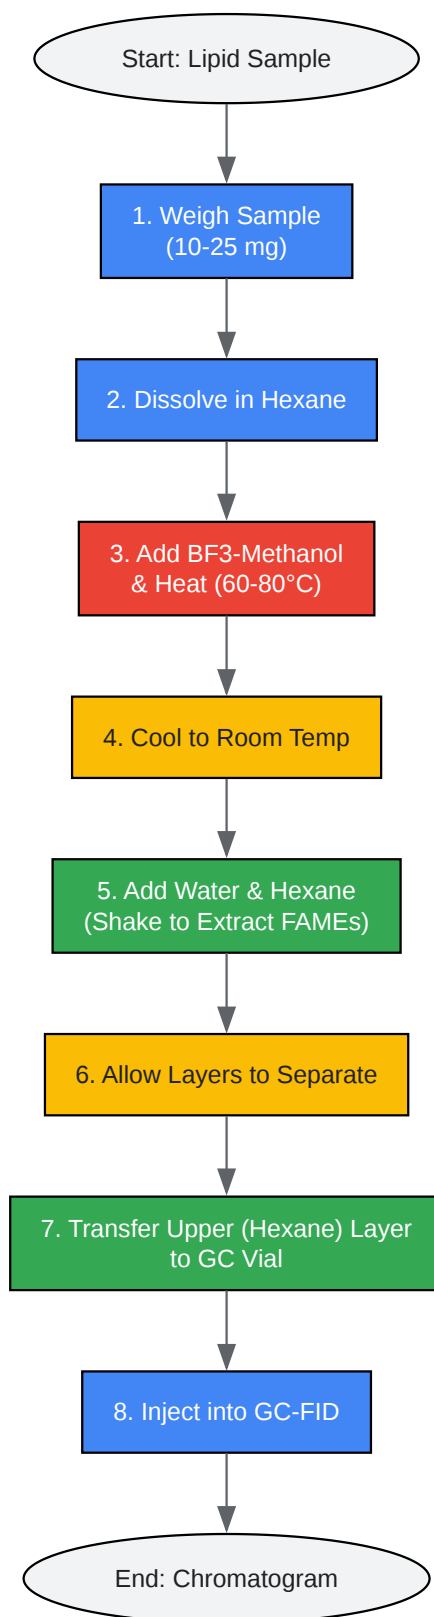 Start: Lipid Sample
1. Weigh Sample
(10-25 mg)
2. Dissolve in Hexane
3. Add BF3-Methanol
& Heat (60-80°C)
4. Cool to Room Temp
5. Add Water & Hexane
(Shake to Extract FAMEs)
6. Allow Layers to Separate
7. Transfer Upper (Hexane) Layer
to GC Vial
8. Inject into GC-FID
End: Chromatogram